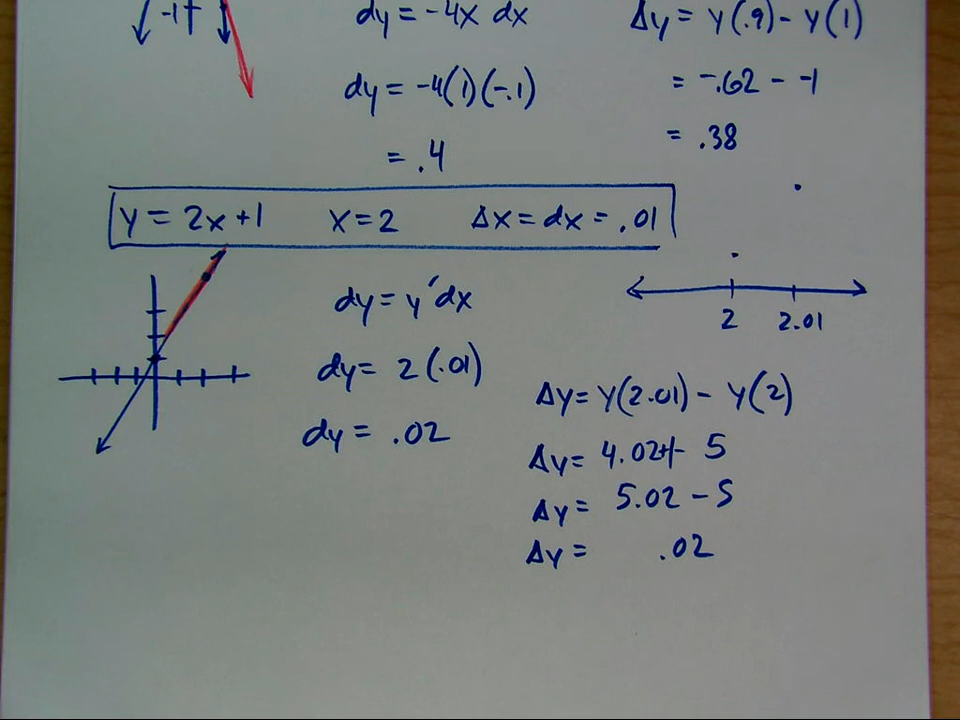 -1
dy = -4x dx
Δy = y(.9) - y(1)
dy = -4(1)(-.1)
= -.62 - -1
= .4
= .38
y = 2x+1 x=2 Δx = dx = .01
dy = y'dx
2 2.01
dy = 2(.01)
Δy = y(2.01) - y(2)
dy = .02
Δy = 4.02+1 - 5
Δy = 5.02 - 5
Δy = .02